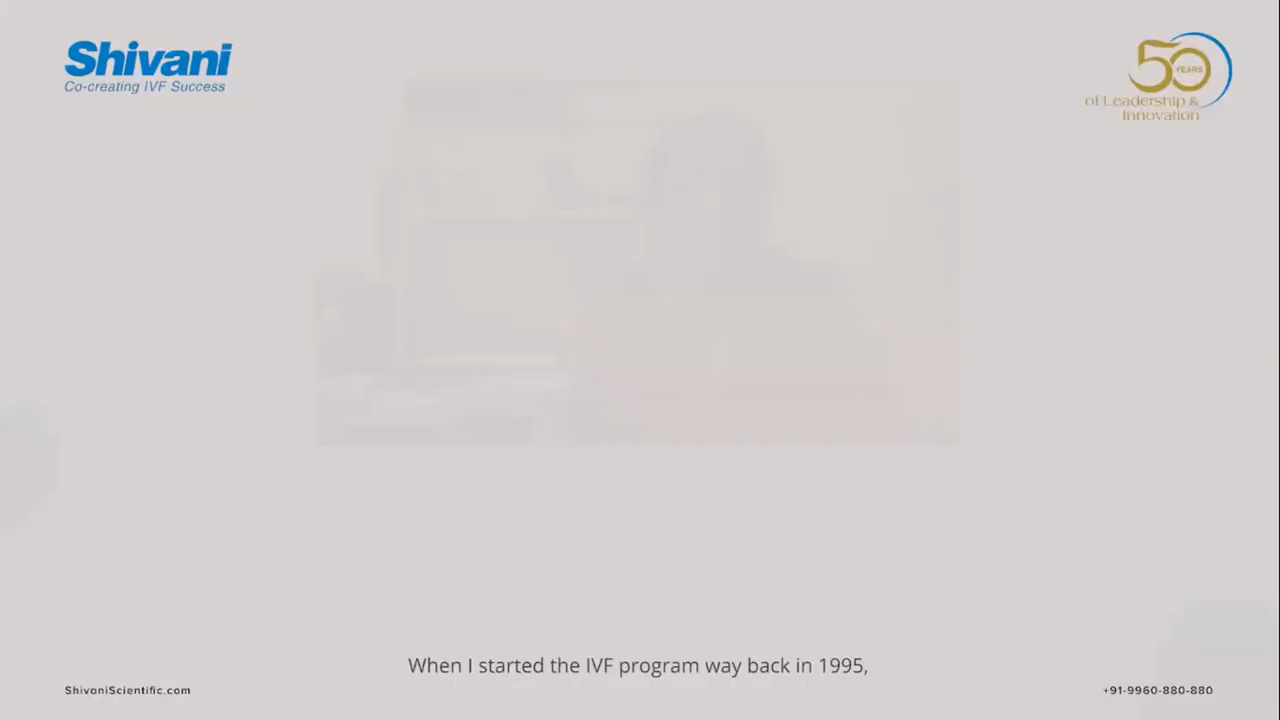 Shivani
Co-creating IVF Success
50 YEARS
of Leadership &
Innovation
When I started the IVF program way back in 1995,
ShivaniScientific.com
+91-9960-880-880